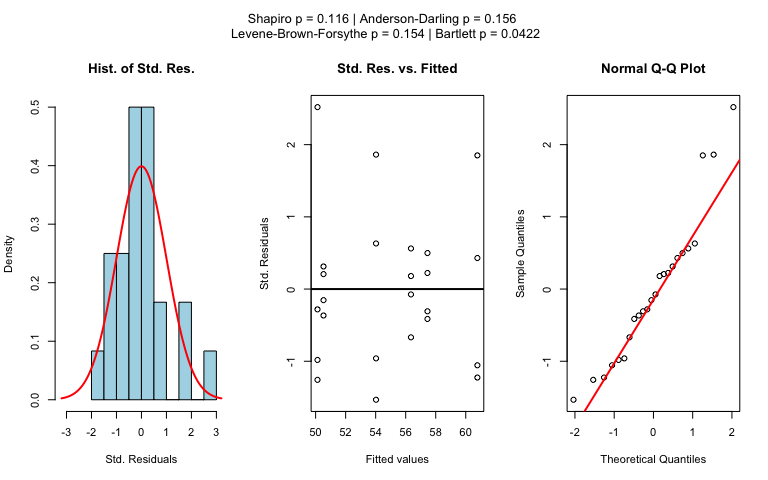 Shapiro p = 0.116 | Anderson-Darling p = 0.156
Levene-Brown-Forsythe p = 0.154 | Bartlett p = 0.0422
Hist. of Std. Res.
Density
0.0 0.1 0.2 0.3 0.4 0.5
-3 -2 -1 0 1 2 3
Std. Residuals
Std. Res. vs. Fitted
Std. Residuals
-1 0 1 2
50 52 54 56 58 60
Fitted values
Normal Q-Q Plot
Sample Quantiles
-1 0 1 2
-2 -1 0 1 2
Theoretical Quantiles